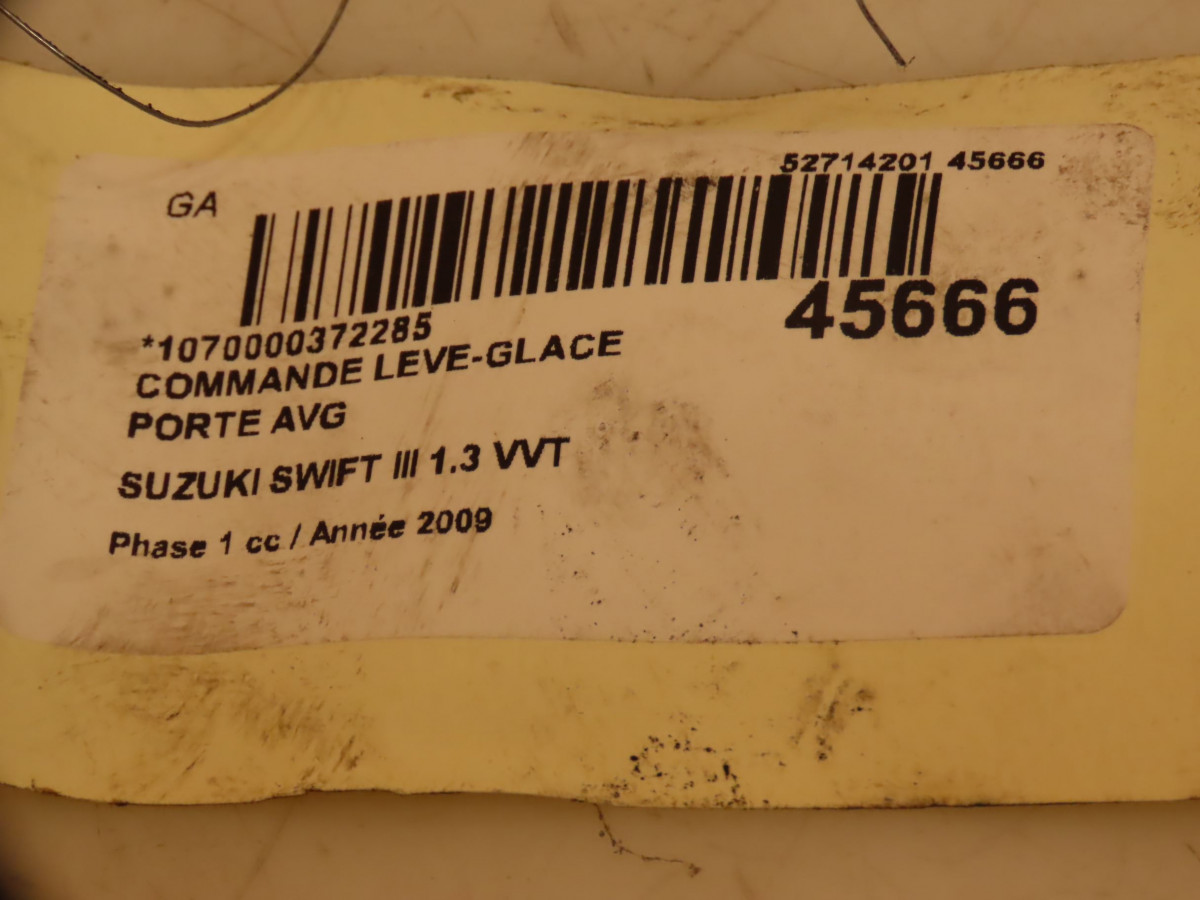 52714201 45666
GA
45666
*1070000372285
COMMANDE LEVE-GLACE
PORTE AVG
SUZUKI SWIFT III 1.3 VVT
Phase 1 cc / Année 2009